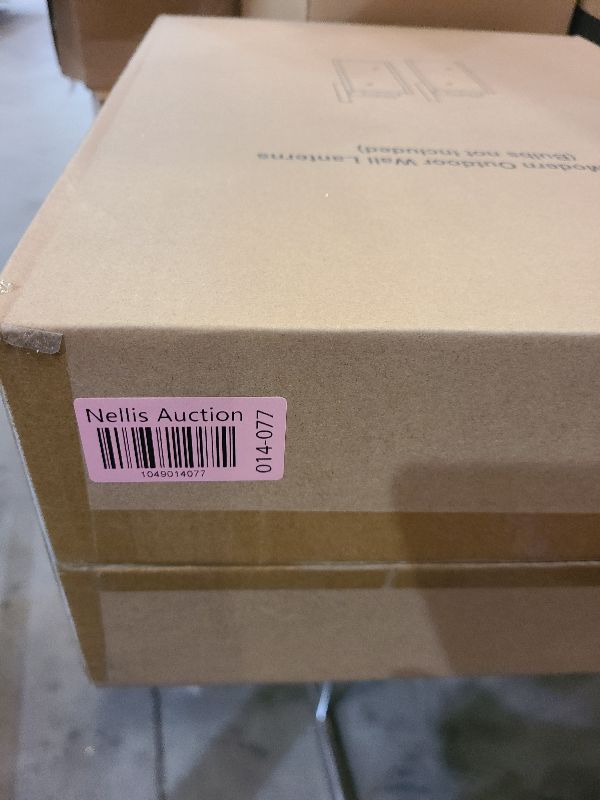 Modern Outdoor Wall Lanterns
(Bulbs not included)
Nellis Auction
1049014077
014-077